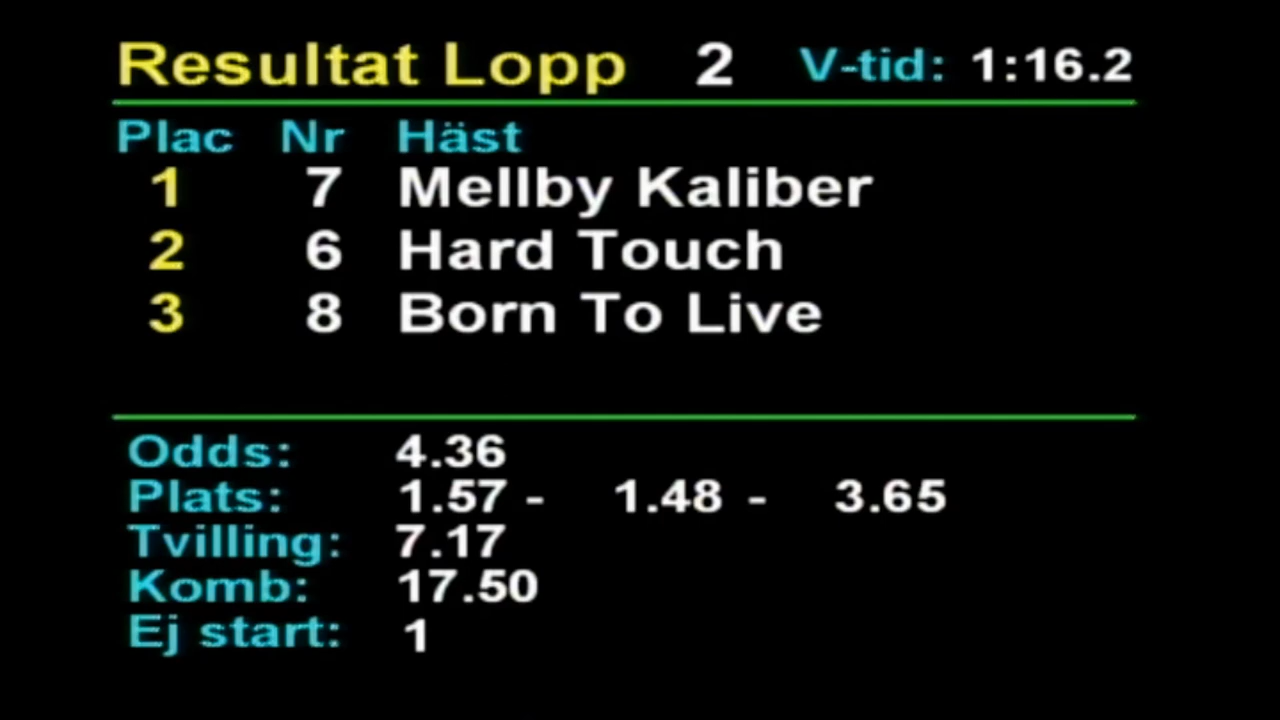 Resultat Lopp 2 V-tid: 1:16.2
Plac Nr Häst
1 7 Mellby Kaliber
2 6 Hard Touch
3 8 Born To Live
Odds: 4.36
Plats: 1.57 - 1.48 - 3.65
Tvilling: 7.17
Komb: 17.50
Ej start: 1